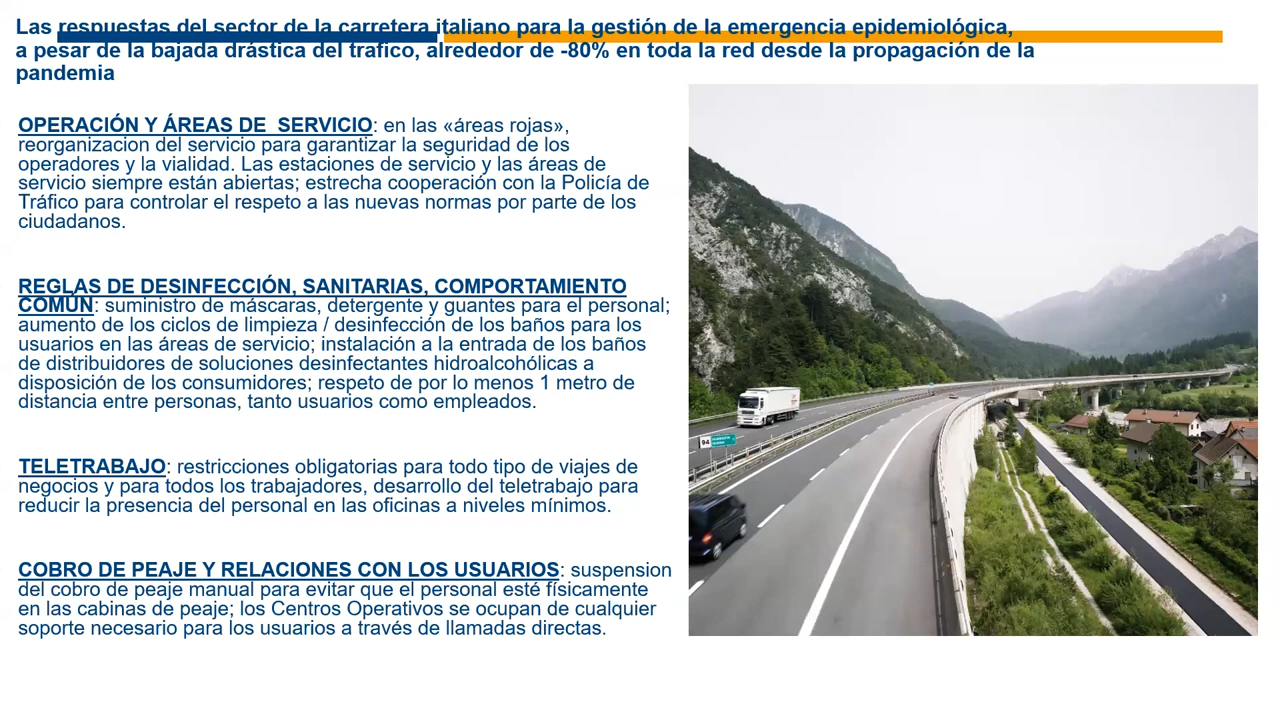 Las respuestas del sector de la carretera italiano para la gestión de la emergencia epidemiológica,
a pesar de la bajada drástica del trafico, alrededor de -80% en toda la red desde la propagación de la
pandemia
OPERACIÓN Y ÁREAS DE SERVICIO: en las «áreas rojas»,
reorganizacion del servicio para garantizar la seguridad de los
operadores y la vialidad. Las estaciones de servicio y las áreas de
servicio siempre están abiertas; estrecha cooperación con la Policía de
Tráfico para controlar el respeto a las nuevas normas por parte de los
ciudadanos.
REGLAS DE DESINFECCIÓN, SANITARIAS, COMPORTAMIENTO
COMÚN: suministro de máscaras, detergente y guantes para el personal;
aumento de los ciclos de limpieza / desinfección de los baños para los
usuarios en las áreas de servicio; instalación a la entrada de los baños
de distribuidores de soluciones desinfectantes hidroalcohólicas a
disposición de los consumidores; respeto de por lo menos 1 metro de
distancia entre personas, tanto usuarios como empleados.
TELETRABAJO: restricciones obligatorias para todo tipo de viajes de
negocios y para todos los trabajadores, desarrollo del teletrabajo para
reducir la presencia del personal en las oficinas a niveles mínimos.
COBRO DE PEAJE Y RELACIONES CON LOS USUARIOS: suspension
del cobro de peaje manual para evitar que el personal esté físicamente
en las cabinas de peaje; los Centros Operativos se ocupan de cualquier
soporte necesario para los usuarios a través de llamadas directas.
94